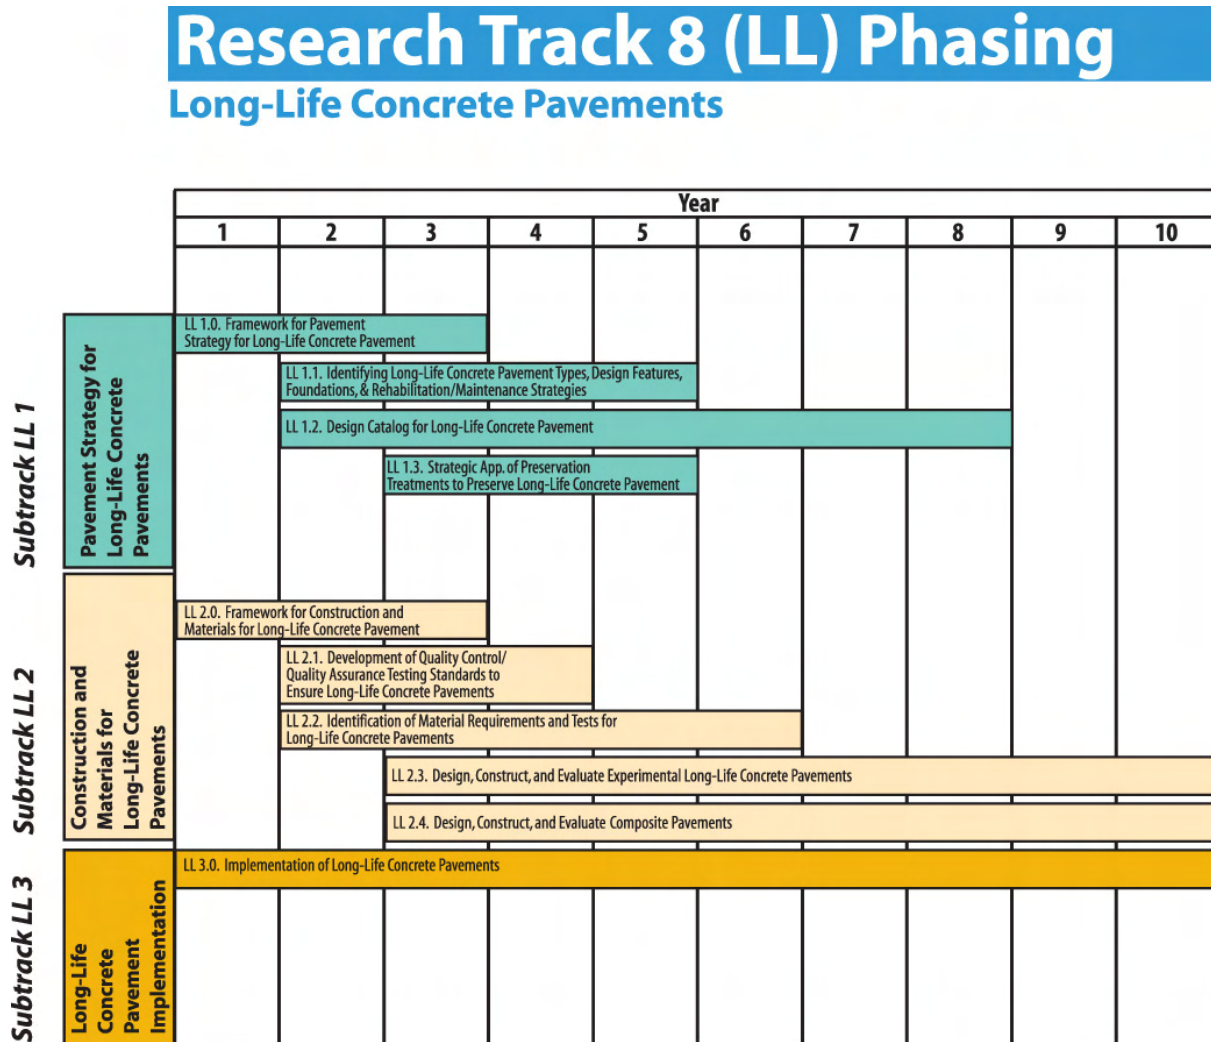 Research Track 8 (LL) Phasing
Long-Life Concrete Pavements
Year
1 2 3 4 5 6 7 8 9 10
Subtrack LL 1
Pavement Strategy for
Long-Life Concrete
Pavements
LL 1.0. Framework for Pavement
Strategy for Long-Life Concrete Pavement
LL 1.1. Identifying Long-Life Concrete Pavement Types, Design Features,
Foundations, & Rehabilitation/Maintenance Strategies
LL 1.2. Design Catalog for Long-Life Concrete Pavement
LL 1.3. Strategic App. of Preservation
Treatments to Preserve Long-Life Concrete Pavement
Subtrack LL 2
Construction and
Materials for
Long-Life Concrete
Pavements
LL 2.0. Framework for Construction and
Materials for Long-Life Concrete Pavement
LL 2.1. Development of Quality Control/
Quality Assurance Testing Standards to
Ensure Long-Life Concrete Pavements
LL 2.2. Identification of Material Requirements and Tests for
Long-Life Concrete Pavements
LL 2.3. Design, Construct, and Evaluate Experimental Long-Life Concrete Pavements
LL 2.4. Design, Construct, and Evaluate Composite Pavements
Subtrack LL 3
Long-Life
Concrete
Pavement
Implementation
LL 3.0. Implementation of Long-Life Concrete Pavements